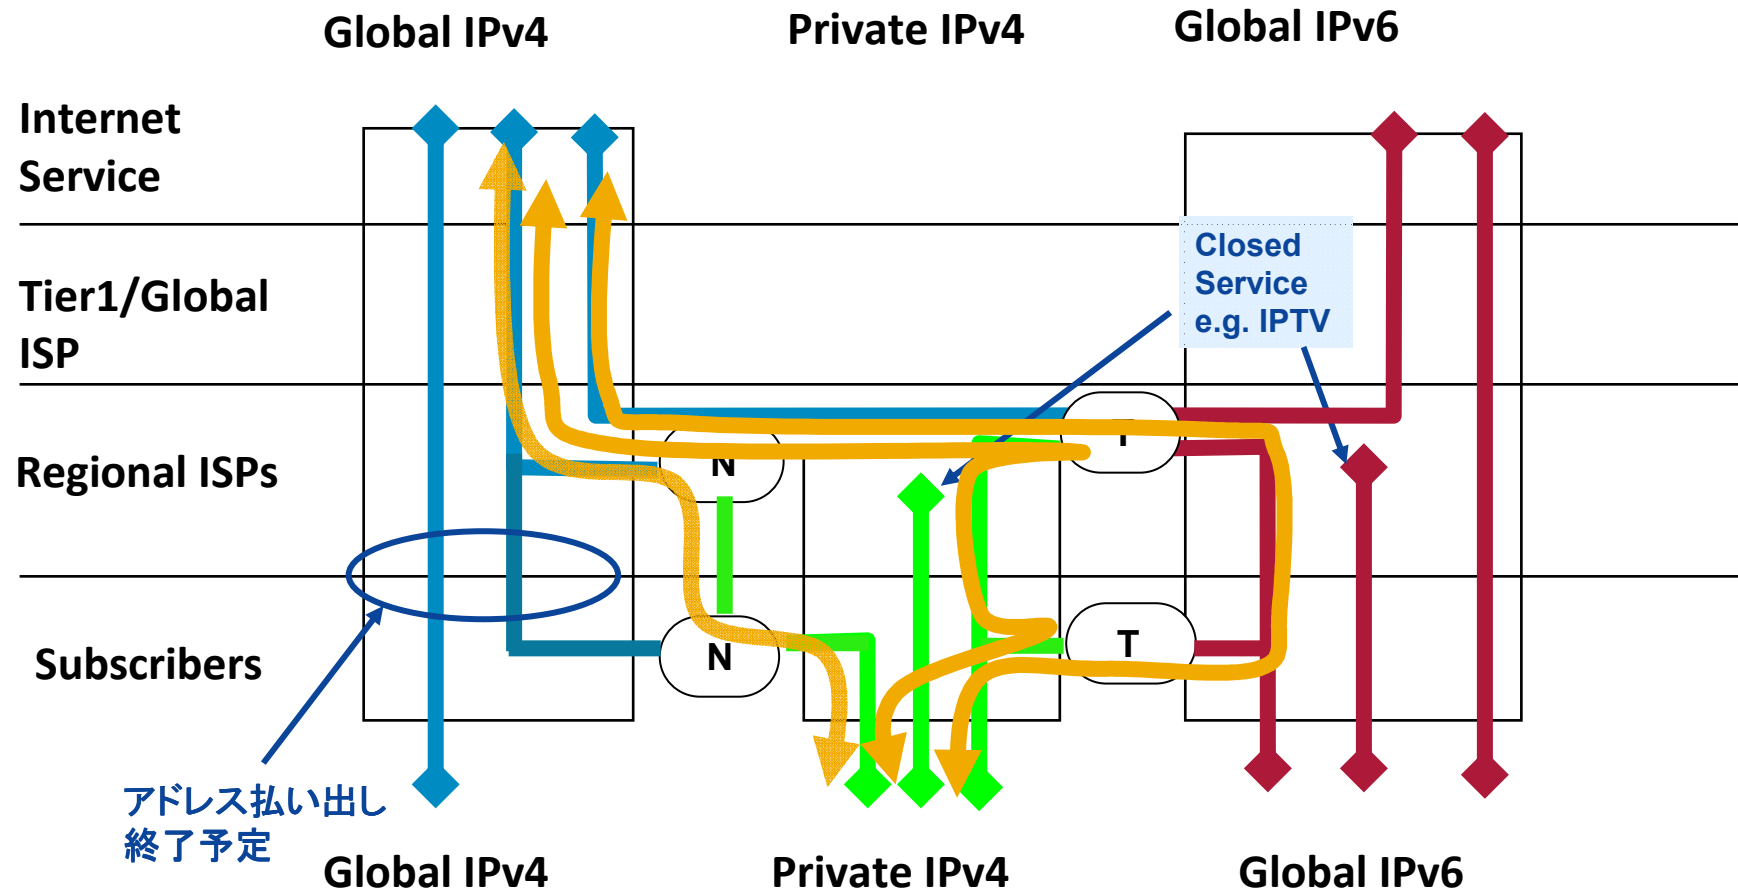 Global IPv4
Private IPv4
Global IPv6
Internet
Service
Closed
Service
e.g. IPTV
Tier1/Global
ISP
T
N
Regional ISPs
T
N
Subscribers
アドレス払い出し
終了予定
Global IPv4
Private IPv4
Global IPv6